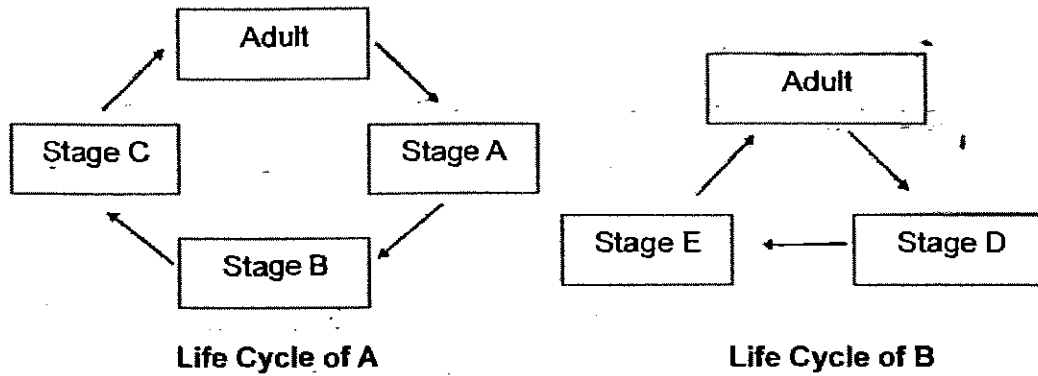 Adult
Stage C
Stage A
Stage B
Life Cycle of A
Adult
Stage E
Stage D
Life Cycle of B